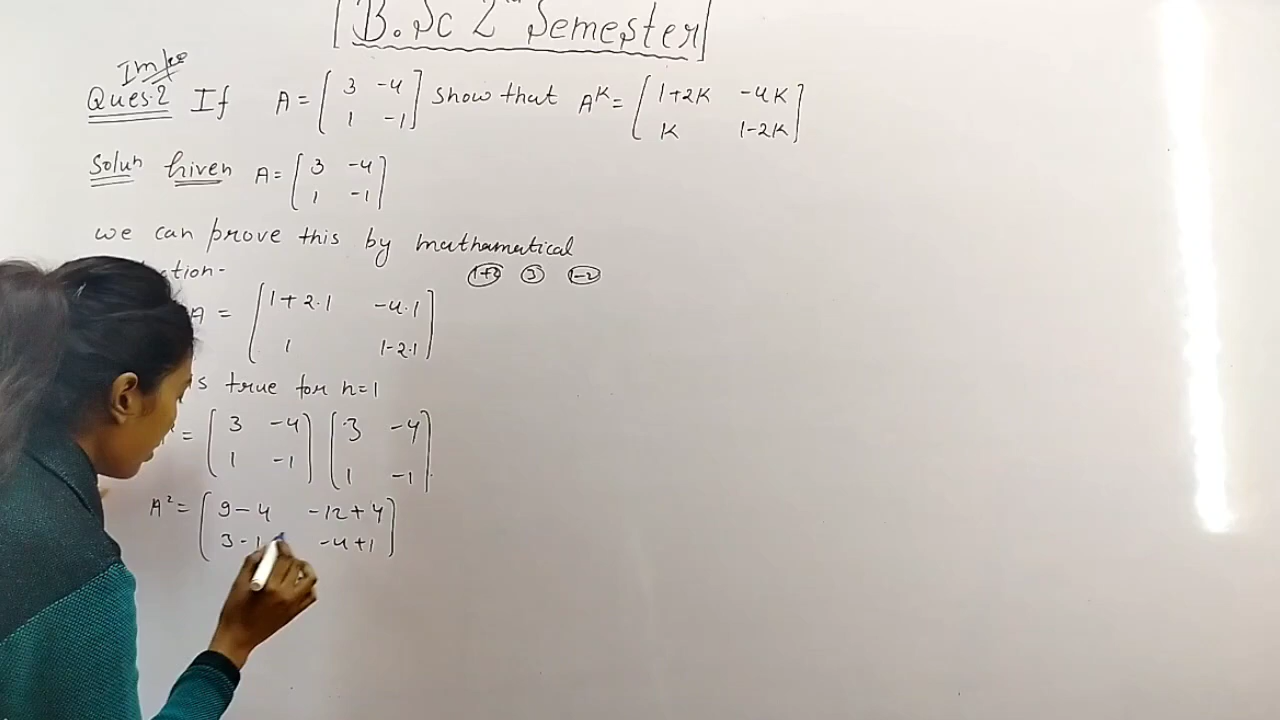 B.Sc 2nd Semester
Imp
Ques.2 If A = [ 3 -4 ; 1 -1 ] show that A^K = [ 1+2K -4K ; K 1-2K ]
Soluh Given A = [ 3 -4 ; 1 -1 ]
we can prove this by mathamatical
ction-
1+2 3 1-2
A = [ 1+2.1 -4.1 ; 1 1-2.1 ]
s true for n=1
= [ 3 -4 ; 1 -1 ] [ 3 -4 ; 1 -1 ]
A² = [ 9-4 -12+4 ; 3-1 -4+1 ]